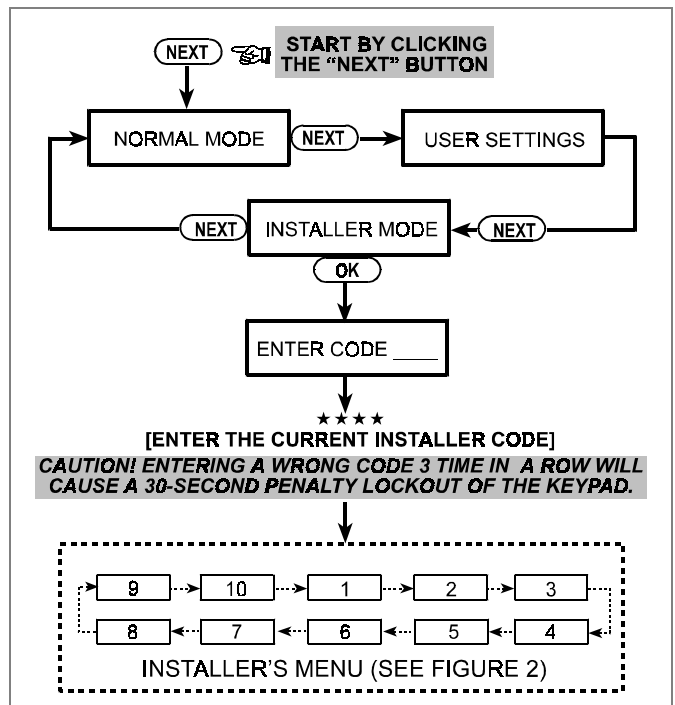 NEXT
START BY CLICKING
THE “NEXT” BUTTON
NORMAL MODE
NEXT
USER SETTINGS
NEXT
INSTALLER MODE
NEXT
OK
ENTER CODE ____
★★★★
[ENTER THE CURRENT INSTALLER CODE]
CAUTION! ENTERING A WRONG CODE 3 TIME IN A ROW WILL
CAUSE A 30-SECOND PENALTY LOCKOUT OF THE KEYPAD.
9 10 1 2 3
8 7 6 5 4
INSTALLER’S MENU (SEE FIGURE 2)